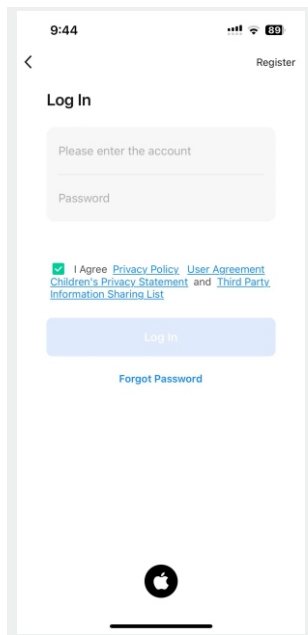 9:44
89
Register
Log In
Please enter the account
Password
I Agree Privacy Policy User Agreement
Children's Privacy Statement and Third Party
Information Sharing List
Log In
Forgot Password